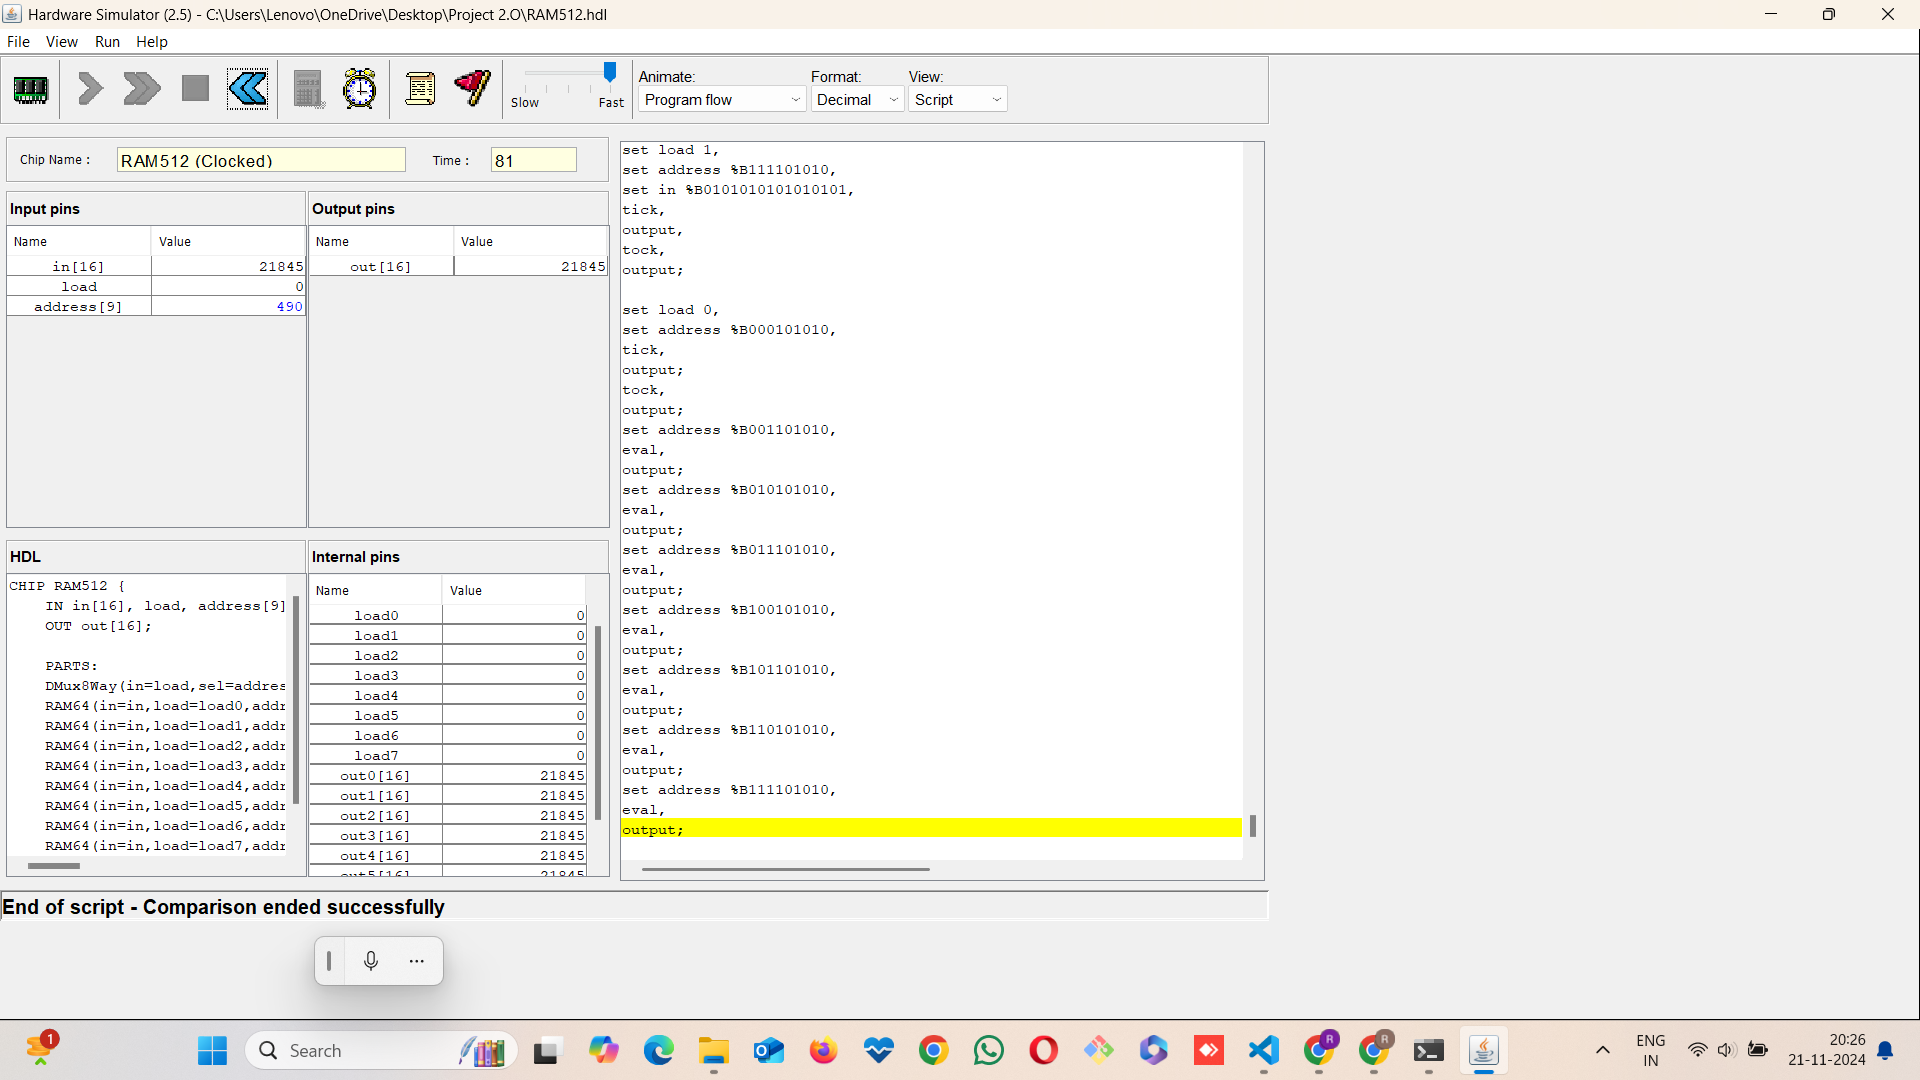 Hardware Simulator (2.5) - C:\Users\Lenovo\OneDrive\Desktop\Project 2.O\RAM512.hdl
File View Run Help
Slow Fast
Animate: Format: View:
Program flow Decimal Script
Chip Name : RAM512 (Clocked) Time : 81
Input pins
Name Value
in[16] 21845
load 0
address[9] 490
Output pins
Name Value
out[16] 21845
HDL
CHIP RAM512 {
IN in[16], load, address[9]
OUT out[16];
PARTS:
DMux8Way(in=load,sel=addres
RAM64(in=in,load=load0,addr
RAM64(in=in,load=load1,addr
RAM64(in=in,load=load2,addr
RAM64(in=in,load=load3,addr
RAM64(in=in,load=load4,addr
RAM64(in=in,load=load5,addr
RAM64(in=in,load=load6,addr
RAM64(in=in,load=load7,addr
Internal pins
Name Value
load0 0
load1 0
load2 0
load3 0
load4 0
load5 0
load6 0
load7 0
out0[16] 21845
out1[16] 21845
out2[16] 21845
out3[16] 21845
out4[16] 21845
out5[16] 21845
set load 1,
set address %B111101010,
set in %B0101010101010101,
tick,
output,
tock,
output;
set load 0,
set address %B000101010,
tick,
output;
tock,
output;
set address %B001101010,
eval,
output;
set address %B010101010,
eval,
output;
set address %B011101010,
eval,
output;
set address %B100101010,
eval,
output;
set address %B101101010,
eval,
output;
set address %B110101010,
eval,
output;
set address %B111101010,
eval,
output;
End of script - Comparison ended successfully
1
Search
R
R
ENG
IN
20:26
21-11-2024